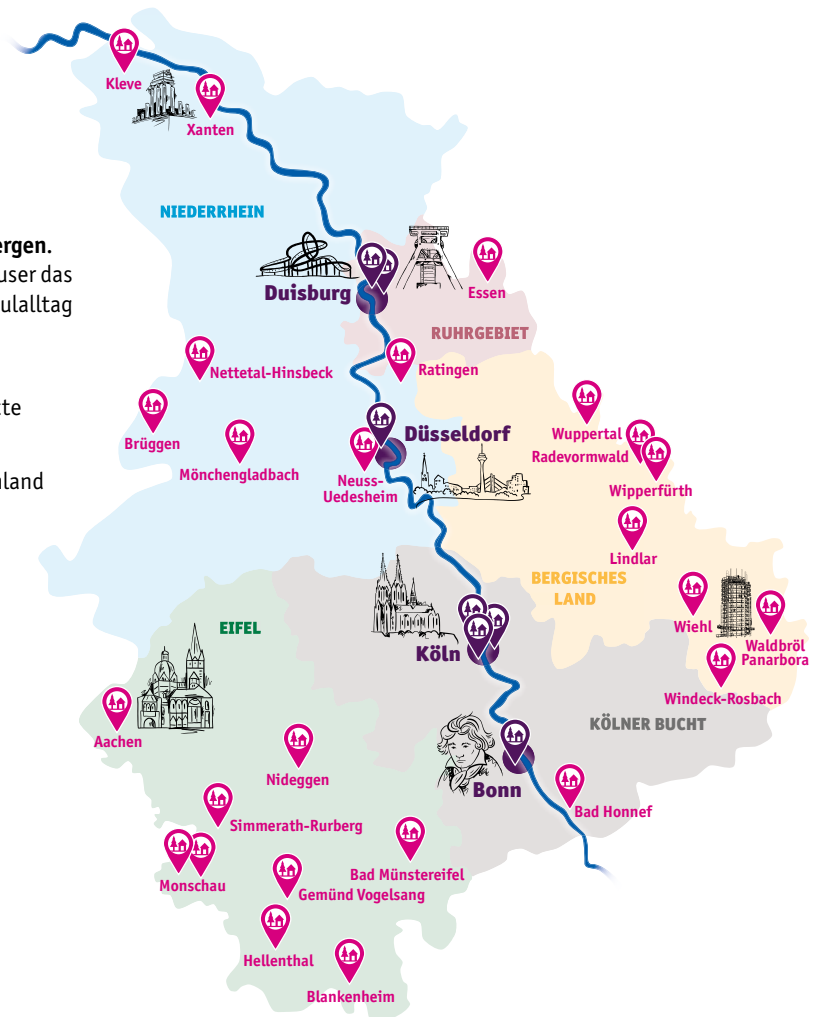 Kleve
Xanten
NIEDERRHEIN
ergen.
user das
ulalltag
Duisburg
Essen
RUHRGEBIET
Nettetal-Hinsbeck
Ratingen
tte
Brüggen
Düsseldorf
Wuppertal
Radevormwald
Mönchengladbach
Neuss-
Uedesheim
nland
Wipperfürth
Lindlar
BERGISCHES
LAND
EIFEL
Köln
Wiehl
Waldbröl
Panarbora
Windeck-Rosbach
KÖLNER BUCHT
Aachen
Nideggen
Bonn
Bad Honnef
Simmerath-Rurberg
Bad Münstereifel
Monschau
Gemünd Vogelsang
Hellenthal
Blankenheim